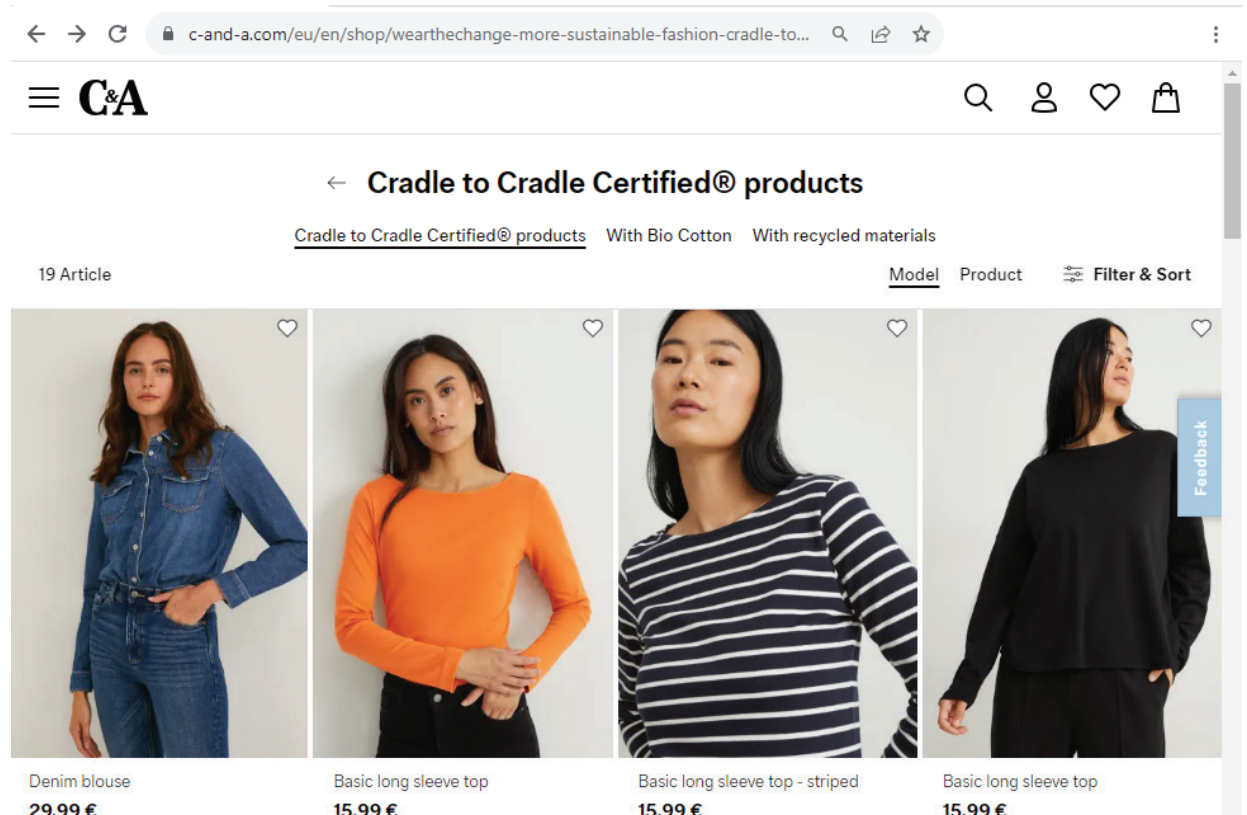 c-and-a.com/eu/en/shop/wearthechange-more-sustainable-fashion-cradle-to...
C&A
Cradle to Cradle Certified® products
Cradle to Cradle Certified® products With Bio Cotton With recycled materials
19 Article Model Product Filter & Sort
Feedback
Denim blouse Basic long sleeve top Basic long sleeve top - striped Basic long sleeve top
29.99 € 15.99 € 15.99 € 15.99 €